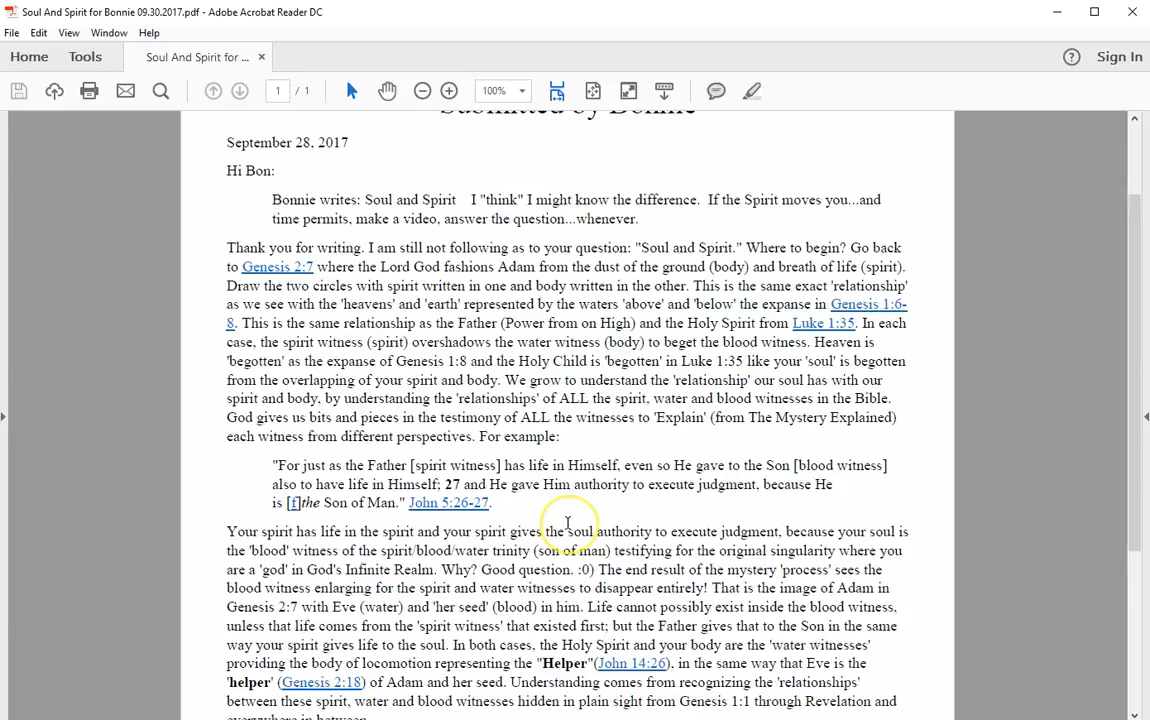 Soul And Spirit for Bonnie 09.30.2017.pdf - Adobe Acrobat Reader DC
File Edit View Window Help
Home Tools Soul And Spirit for ... × ? Sign In
1 / 1 100%
Submitted by Bonnie
September 28, 2017
Hi Bon:
Bonnie writes: Soul and Spirit I "think" I might know the difference. If the Spirit moves you...and
time permits, make a video, answer the question...whenever.
Thank you for writing. I am still not following as to your question: "Soul and Spirit." Where to begin? Go back
to Genesis 2:7 where the Lord God fashions Adam from the dust of the ground (body) and breath of life (spirit).
Draw the two circles with spirit written in one and body written in the other. This is the same exact 'relationship'
as we see with the 'heavens' and 'earth' represented by the waters 'above' and 'below' the expanse in Genesis 1:6-
8. This is the same relationship as the Father (Power from on High) and the Holy Spirit from Luke 1:35. In each
case, the spirit witness (spirit) overshadows the water witness (body) to beget the blood witness. Heaven is
'begotten' as the expanse of Genesis 1:8 and the Holy Child is 'begotten' in Luke 1:35 like your 'soul' is begotten
from the overlapping of your spirit and body. We grow to understand the 'relationship' our soul has with our
spirit and body, by understanding the 'relationships' of ALL the spirit, water and blood witnesses in the Bible.
God gives us bits and pieces in the testimony of ALL the witnesses to 'Explain' (from The Mystery Explained)
each witness from different perspectives. For example:
"For just as the Father [spirit witness] has life in Himself, even so He gave to the Son [blood witness]
also to have life in Himself; 27 and He gave Him authority to execute judgment, because He
is [f]the Son of Man." John 5:26-27.
Your spirit has life in the spirit and your spirit gives the soul authority to execute judgment, because your soul is
the 'blood' witness of the spirit/blood/water trinity (son of man) testifying for the original singularity where you
are a 'god' in God's Infinite Realm. Why? Good question. :0) The end result of the mystery 'process' sees the
blood witness enlarging for the spirit and water witnesses to disappear entirely! That is the image of Adam in
Genesis 2:7 with Eve (water) and 'her seed' (blood) in him. Life cannot possibly exist inside the blood witness,
unless that life comes from the 'spirit witness' that existed first; but the Father gives that to the Son in the same
way your spirit gives life to the soul. In both cases, the Holy Spirit and your body are the 'water witnesses'
providing the body of locomotion representing the "Helper"(John 14:26), in the same way that Eve is the
'helper' (Genesis 2:18) of Adam and her seed. Understanding comes from recognizing the 'relationships'
between these spirit, water and blood witnesses hidden in plain sight from Genesis 1:1 through Revelation and
everywhere in between.